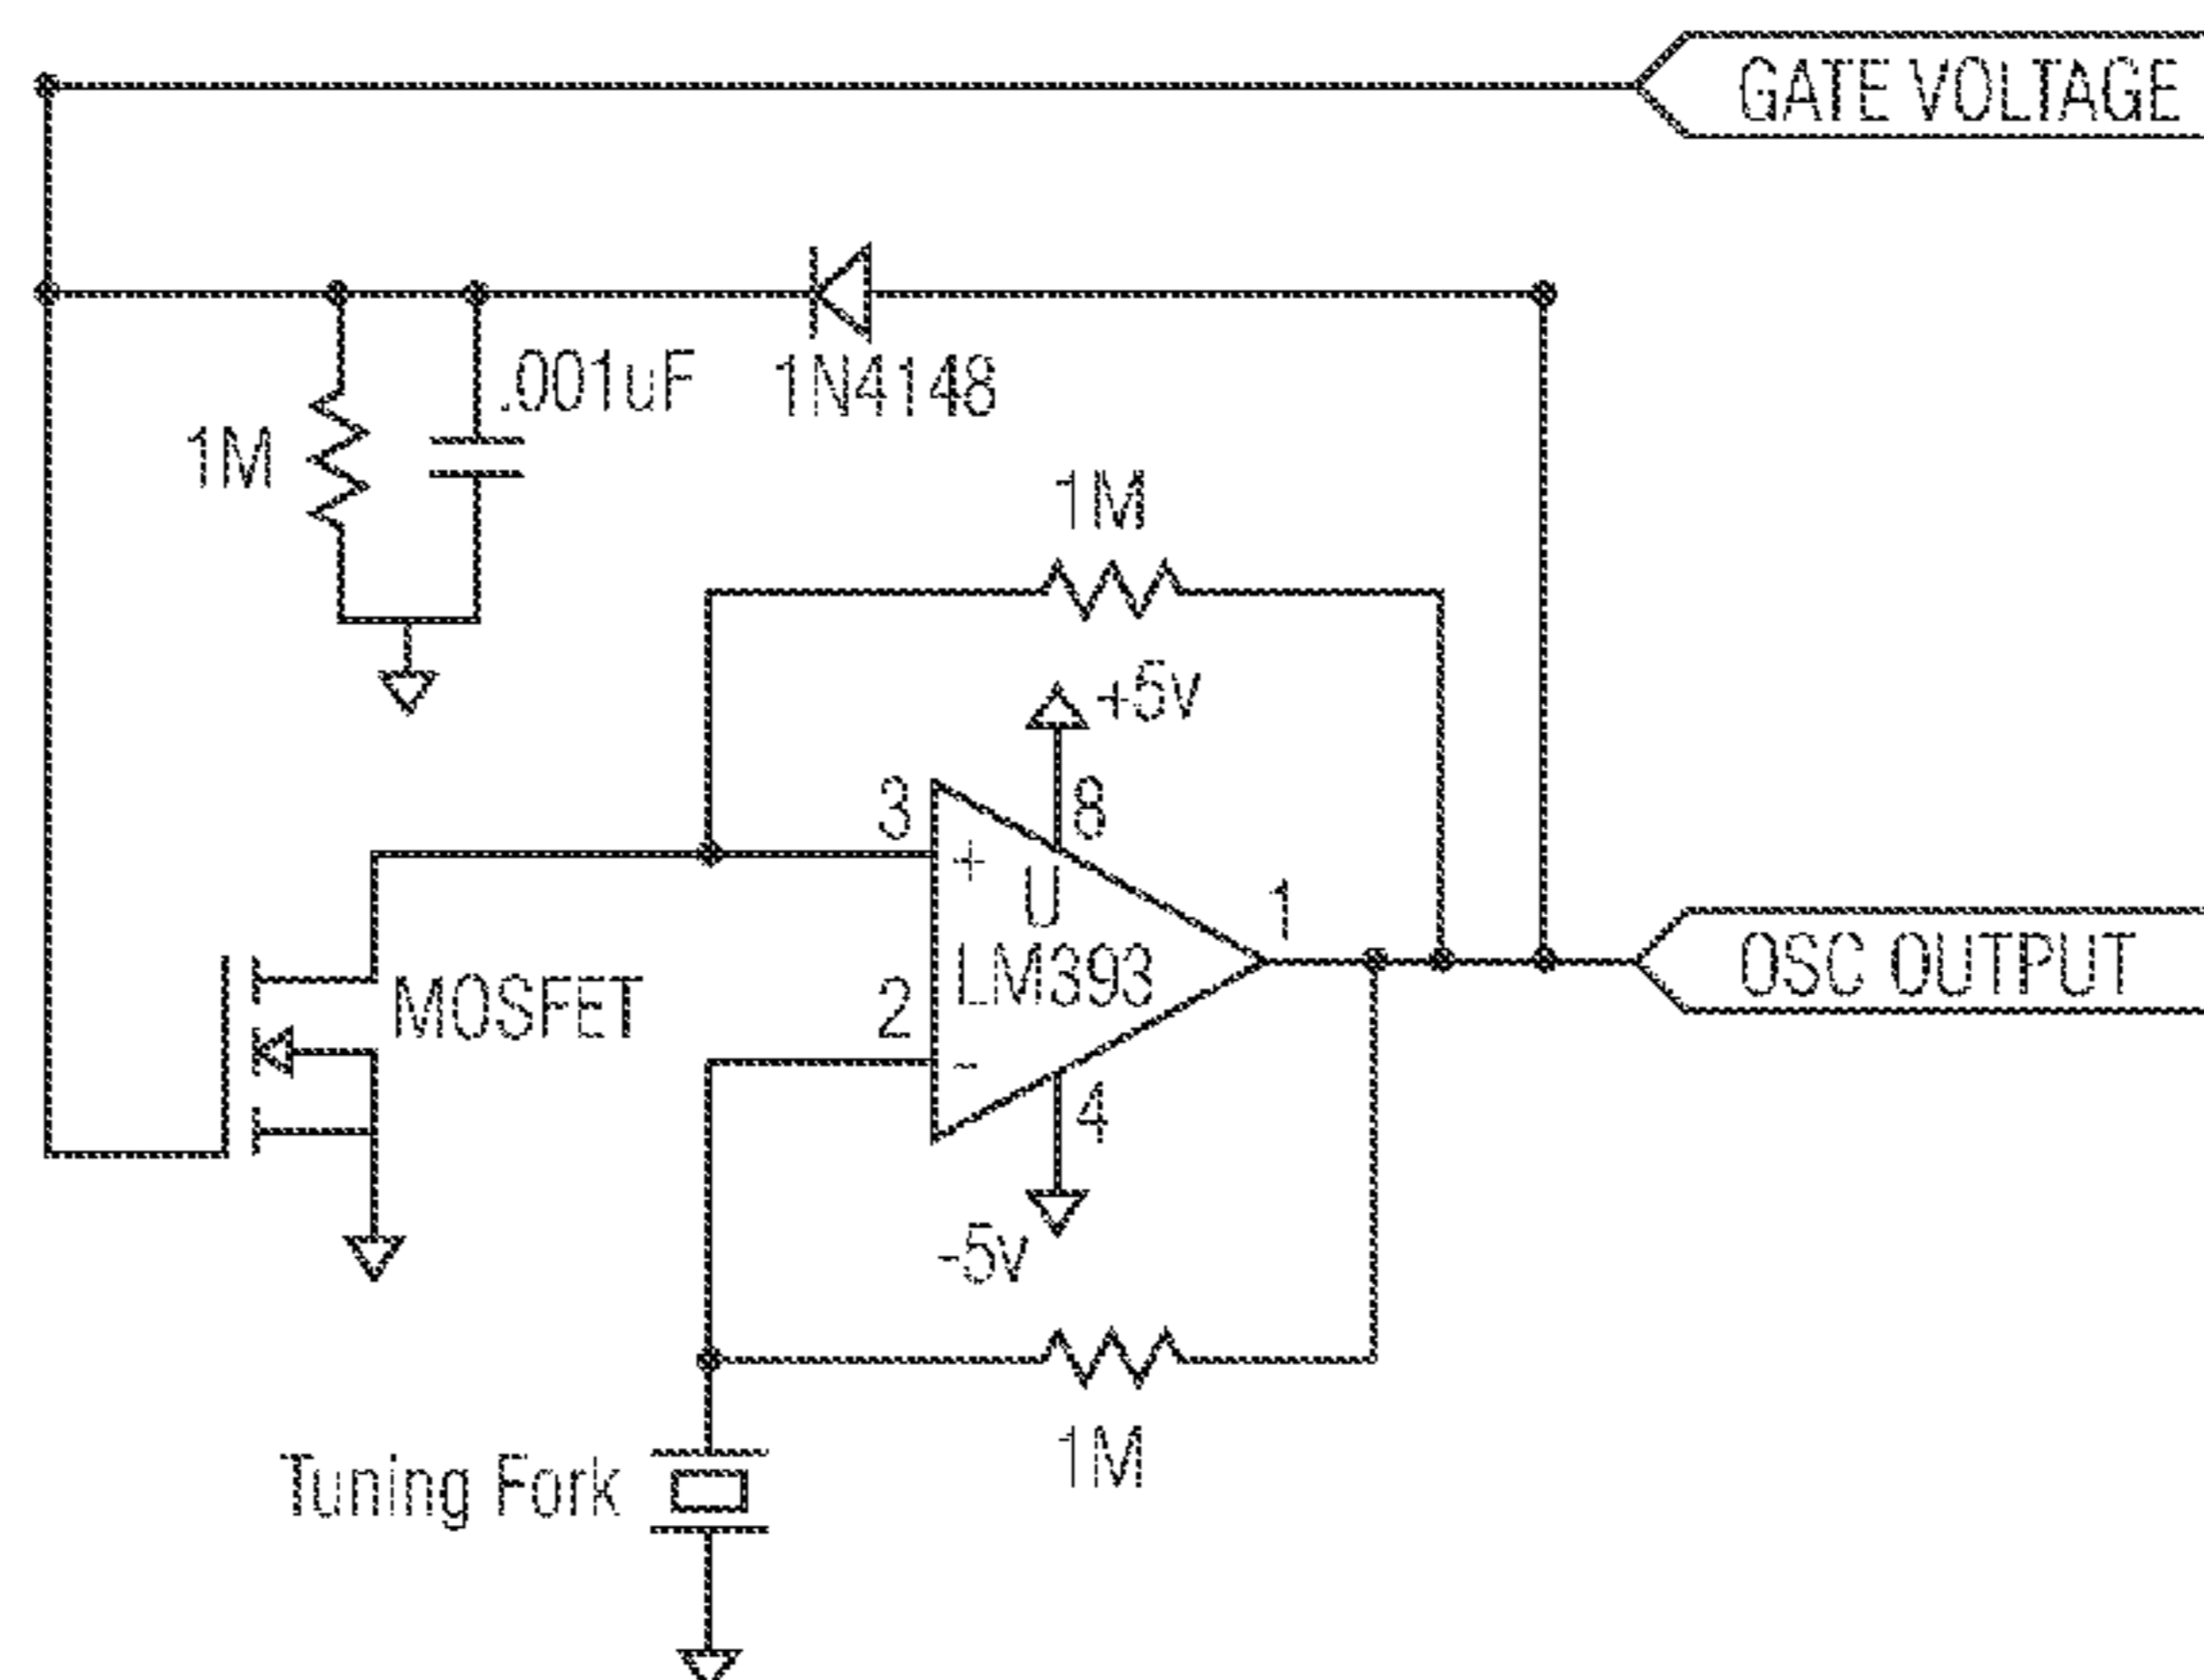 GATE VOLTAGE
.001uF
1N4148
1M
1M
+5v
3
8
+
U
1
LM393
OSC OUTPUT
MOSFET
2
-
4
-5v
Tuning Fork
1M